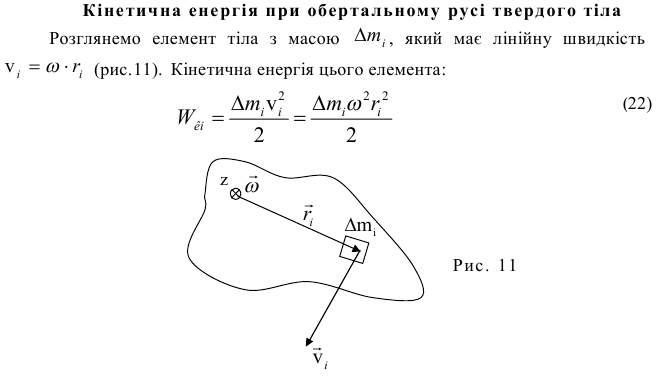 Кінетична енергія при обертальному русі твердого тіла
Розглянемо елемент тіла з масою Δm_i, який має лінійну швидкість
v_i = ω · r_i (рис.11). Кінетична енергія цього елемента:
W_êi = Δm_i v_i^2 / 2 = Δm_i ω^2 r_i^2 / 2 (22)
z ω⃗
r⃗_i
Δm_i
Рис. 11
v⃗_i